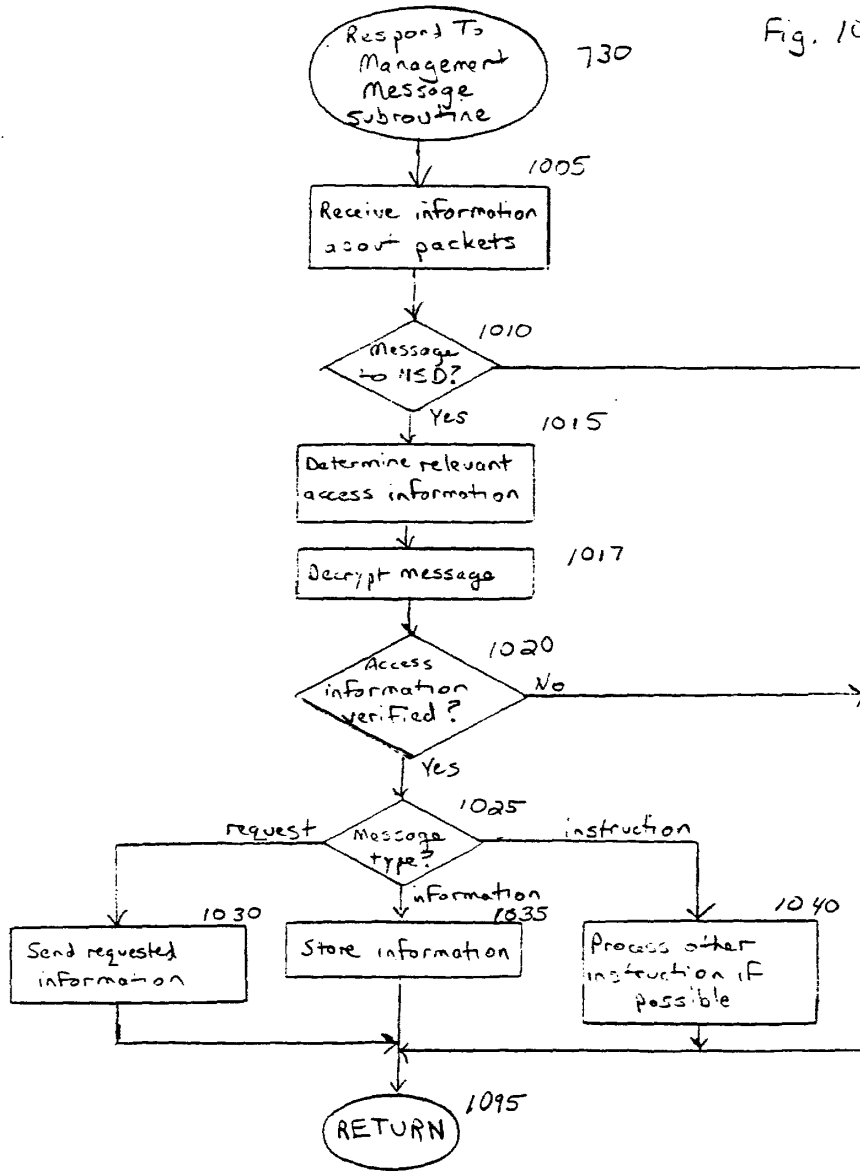 Respond To
Management
Message
Subroutine
730
Fig. 10
1005
Receive information
about packets
1010
Message
to NSD?
Yes
1015
Determine relevant
access information
1017
Decrypt message
1020
Access
information
verified?
No
Yes
1025
Message
type?
request
instruction
information
1030
Send requested
information
1035
Store information
1040
Process other
instruction if
possible
1095
RETURN